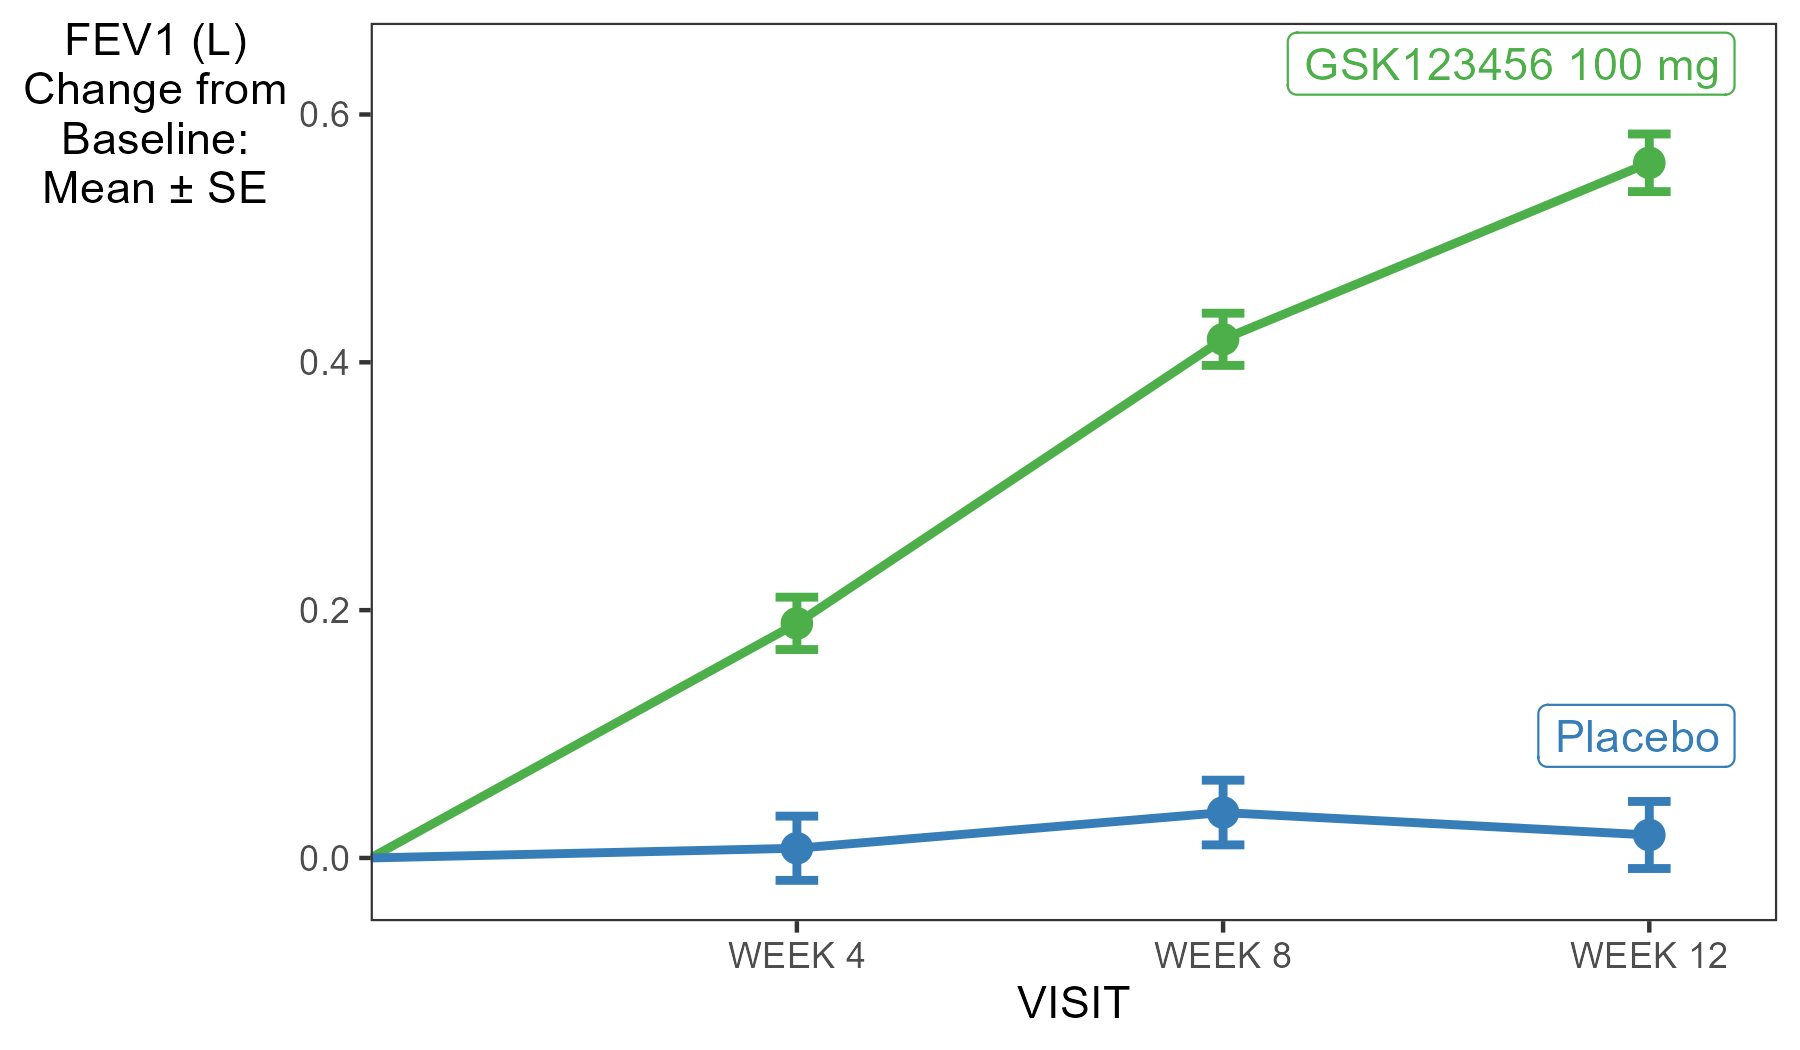 FEV1 (L)
Change from
Baseline:
Mean ± SE
GSK123456 100 mg
0.6
0.4
0.2
Placebo
0.0
WEEK 4
WEEK 8
WEEK 12
VISIT